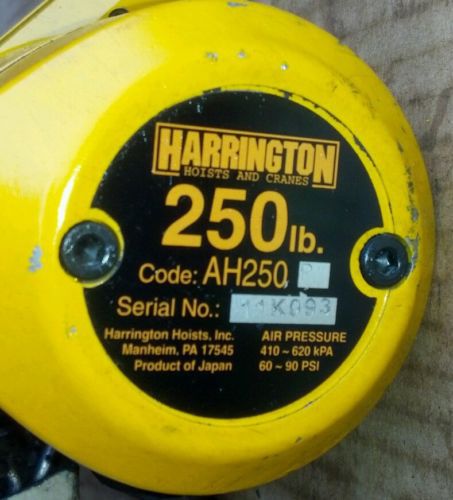 HARRINGTON
HOISTS AND CRANES
250lb.
Code: AH250
Serial No.: 11K093
Harrington Hoists, Inc. AIR PRESSURE
Manheim, PA 17545 410 ~ 620 kPA
Product of Japan 60 ~ 90 PSI